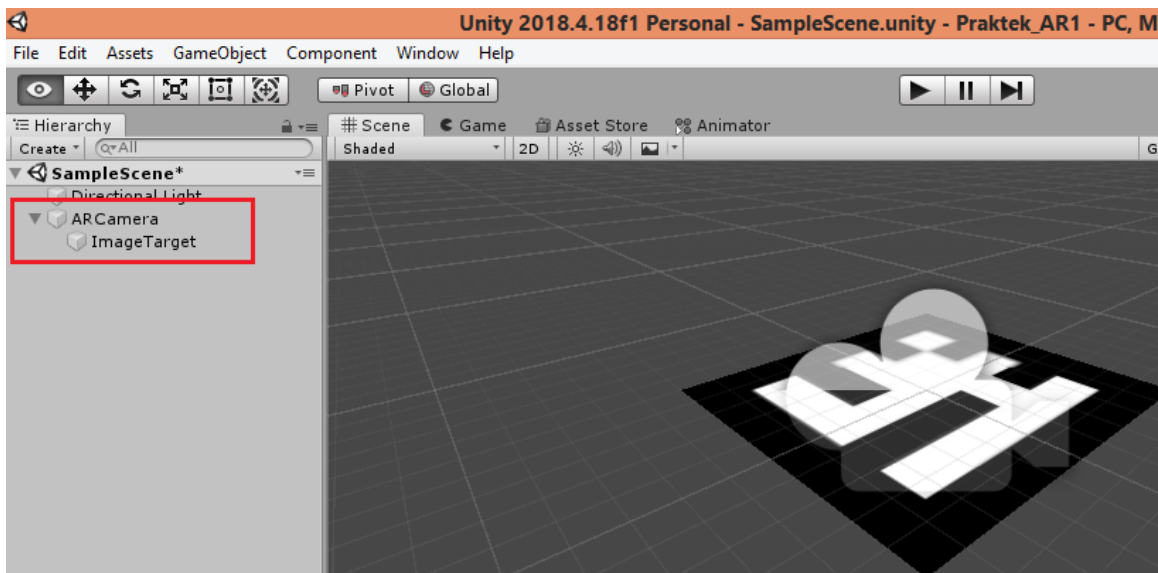 Unity 2018.4.18f1 Personal - SampleScene.unity - Praktek_AR1 - PC, M
File Edit Assets GameObject Component Window Help
Pivot Global
Hierarchy # Scene Game Asset Store Animator
Create All Shaded 2D G
SampleScene*
Directional Light
ARCamera
ImageTarget